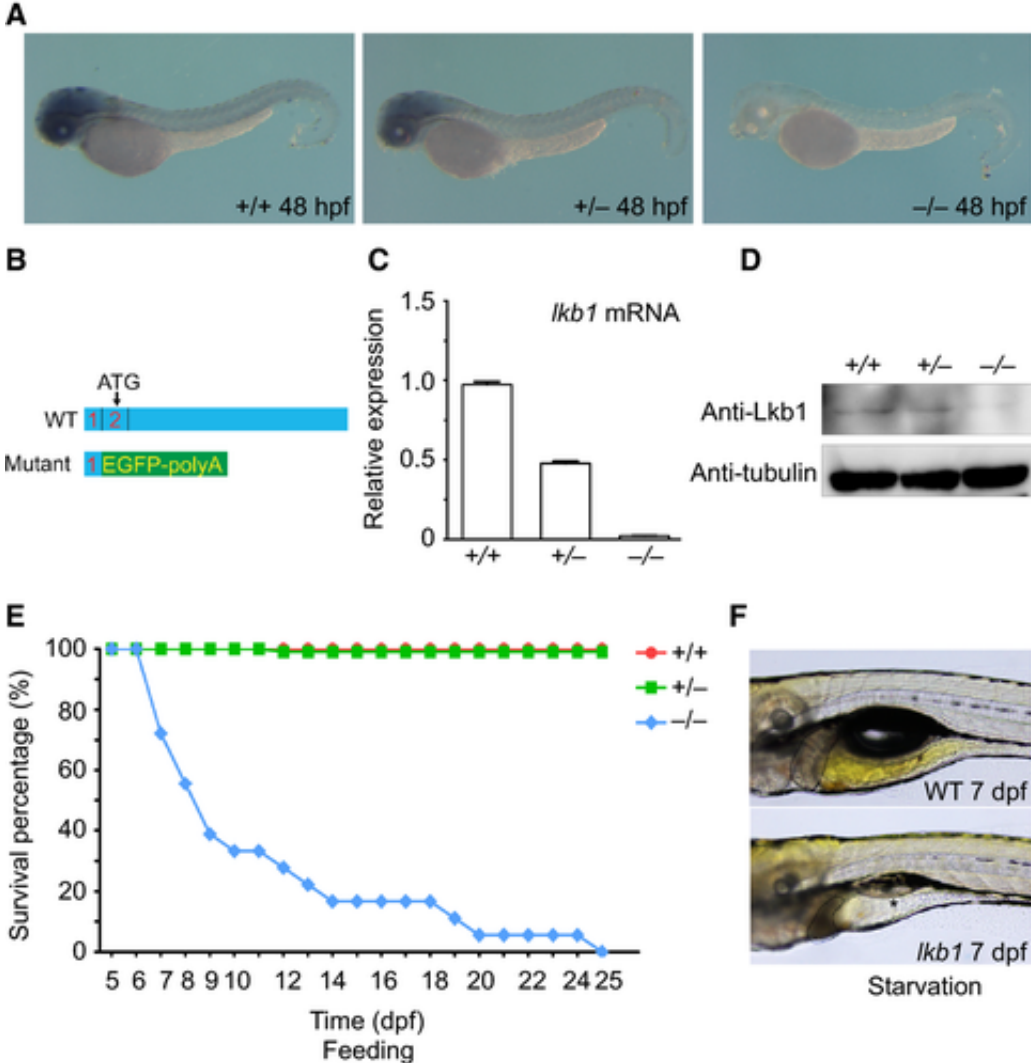 A
+/+ 48 hpf
+/– 48 hpf
–/– 48 hpf
B
ATG
WT 1 2
Mutant 1 EGFP-polyA
C
lkb1 mRNA
Relative expression
1.5
1.0
0.5
0
+/+ +/– –/–
D
+/+ +/– –/–
Anti-Lkb1
Anti-tubulin
E
Survival percentage (%)
100
80
60
40
20
0
5 6 7 8 9 10 12 14 16 18 20 22 24 25
Time (dpf)
Feeding
+/+
+/–
–/–
F
WT 7 dpf
*
lkb1 7 dpf
Starvation